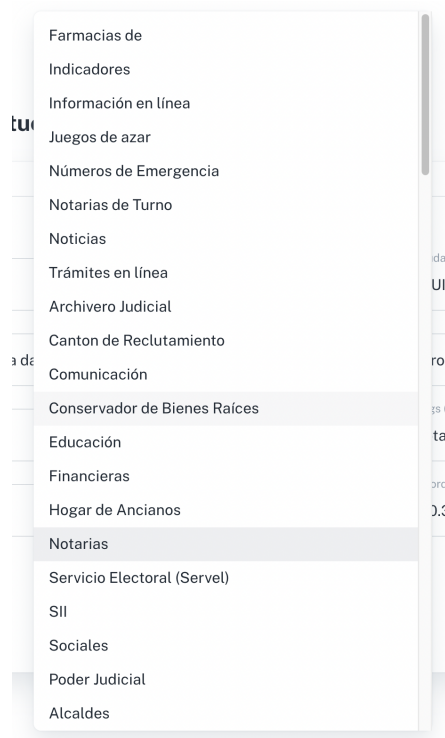 Farmacias de
Indicadores
Información en línea
Juegos de azar
Números de Emergencia
Notarias de Turno
Noticias
Trámites en línea
Archivero Judicial
Canton de Reclutamiento
Comunicación
Conservador de Bienes Raíces
Educación
Financieras
Hogar de Ancianos
Notarias
Servicio Electoral (Servel)
SII
Sociales
Poder Judicial
Alcaldes